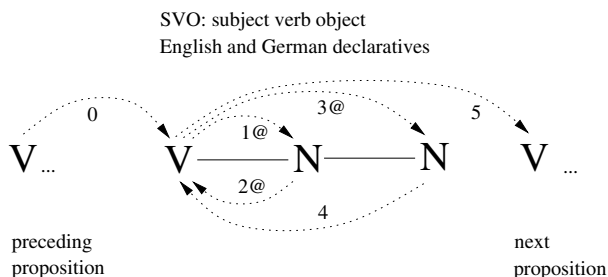 SVO: subject verb object
English and German declaratives
0 1@ 3@ 5
V ... V N N V ...
2@ 4
preceding next
proposition proposition